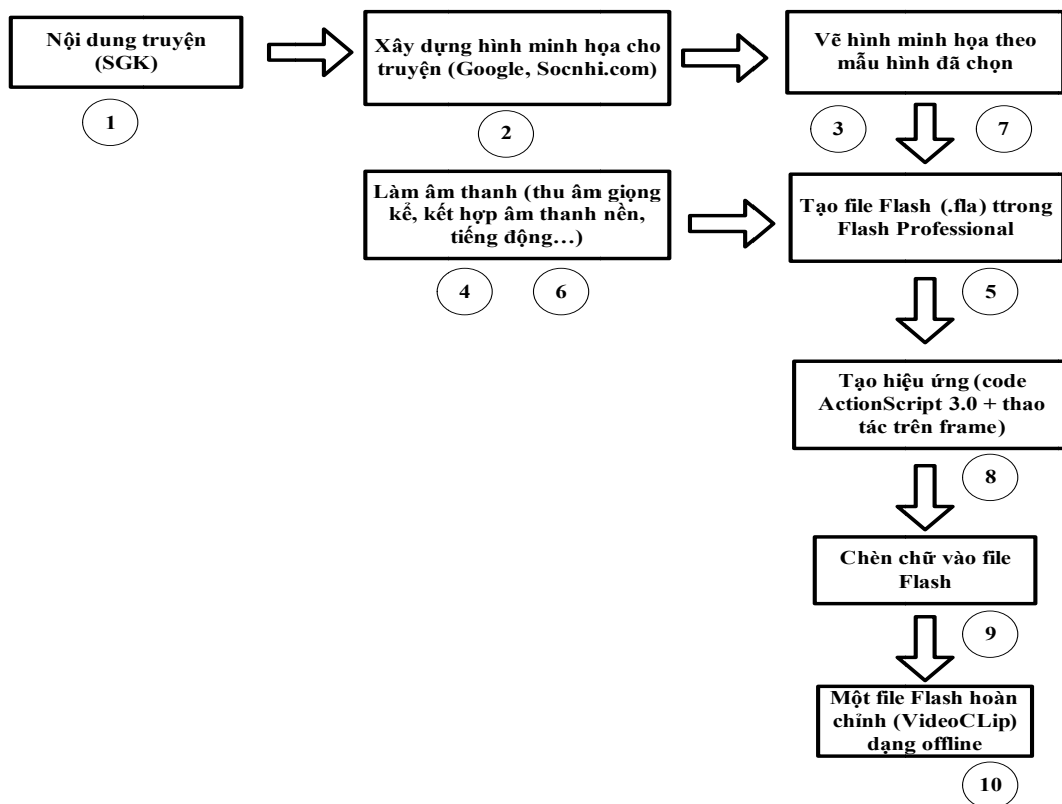 Nội dung truyện
(SGK)
1
Xây dựng hình minh họa cho
truyện (Google, Socnhi.com)
2
Vẽ hình minh họa theo
mẫu hình đã chọn
3
7
Làm âm thanh (thu âm giọng
kể, kết hợp âm thanh nền,
tiếng động…)
4
6
Tạo file Flash (.fla) ttrong
Flash Professional
5
Tạo hiệu ứng (code
ActionScript 3.0 + thao
tác trên frame)
8
Chèn chữ vào file
Flash
9
Một file Flash hoàn
chỉnh (VideoCLip)
dạng offline
10